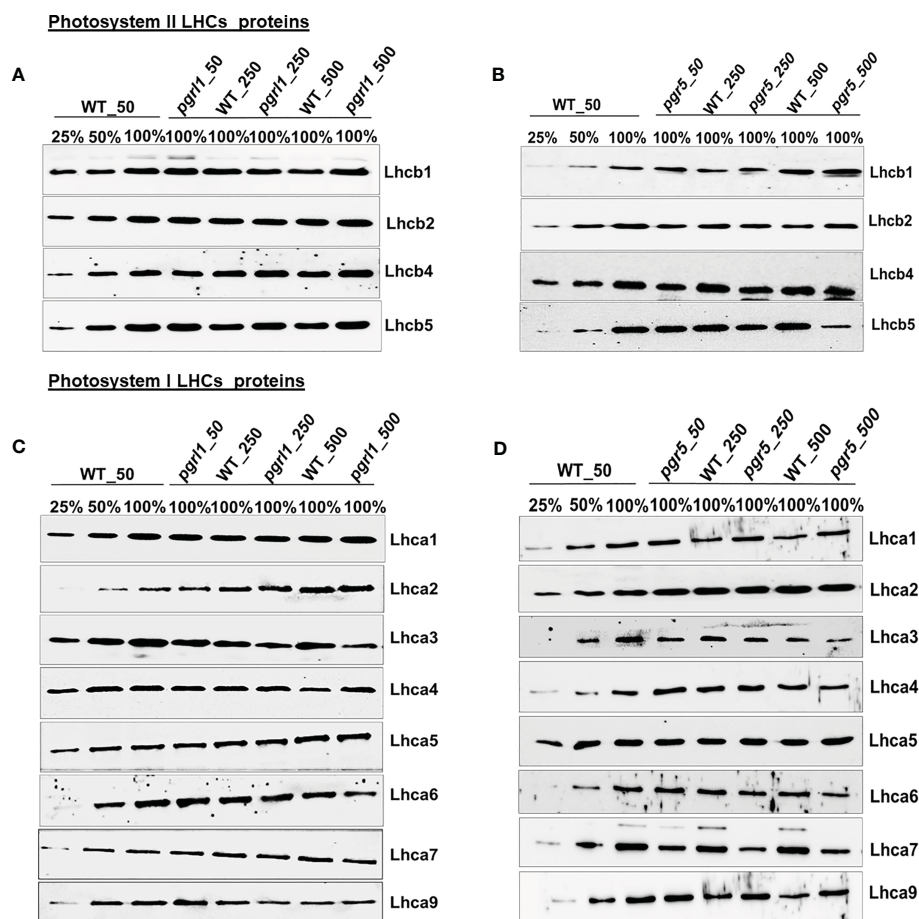 Photosystem II LHCs proteins
A
WT_50
pgrl1_50
WT_250
pgrl1_250
WT_500
pgrl1_500
25% 50% 100% 100% 100% 100% 100% 100%
Lhcb1
Lhcb2
Lhcb4
Lhcb5
B
WT_50
pgr5_50
WT_250
pgr5_250
WT_500
pgr5_500
25% 50% 100% 100% 100% 100% 100% 100%
Lhcb1
Lhcb2
Lhcb4
Lhcb5
Photosystem I LHCs proteins
C
WT_50
pgrl1_50
WT_250
pgrl1_250
WT_500
pgrl1_500
25% 50% 100% 100% 100% 100% 100% 100%
Lhca1
Lhca2
Lhca3
Lhca4
Lhca5
Lhca6
Lhca7
Lhca9
D
WT_50
pgr5_50
WT_250
pgr5_250
WT_500
pgr5_500
25% 50% 100% 100% 100% 100% 100% 100%
Lhca1
Lhca2
Lhca3
Lhca4
Lhca5
Lhca6
Lhca7
Lhca9